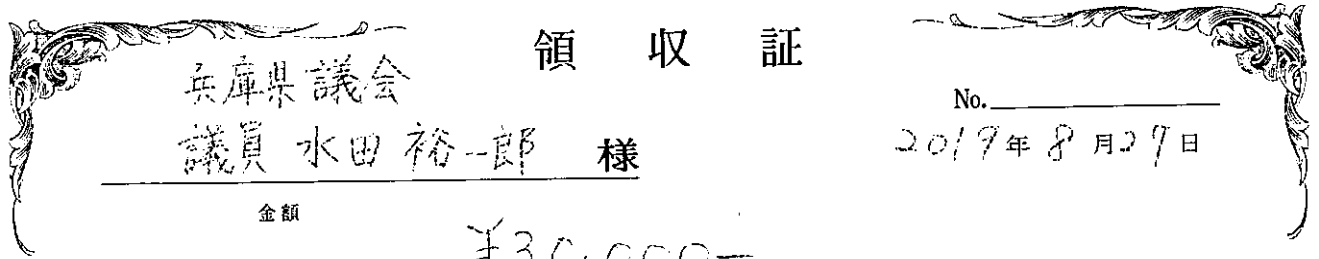 領収証
兵庫県議会
議員 水田裕一郎 様
No.
2019年8月29日
金額
¥30,000-